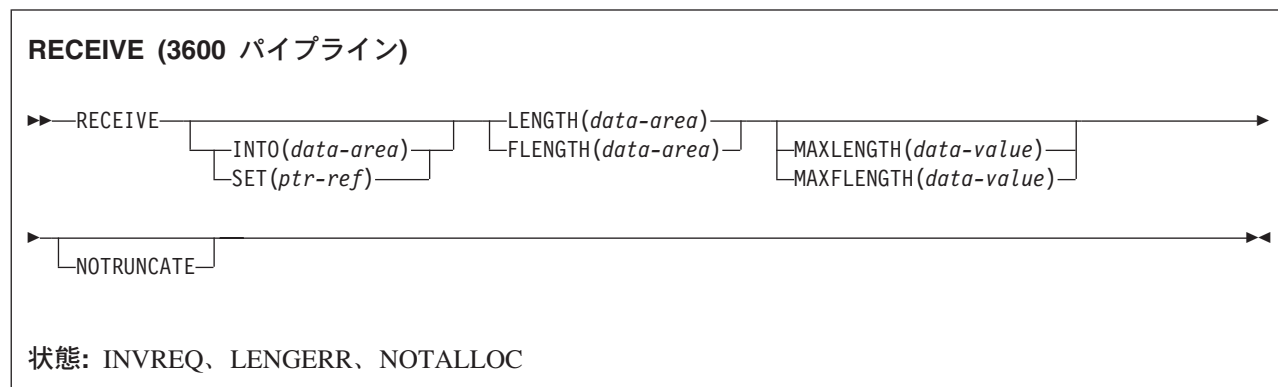 RECEIVE (3600 パイプライン)
RECEIVE
INTO(data-area)
SET(ptr-ref)
LENGTH(data-area)
FLENGTH(data-area)
MAXLENGTH(data-value)
MAXFLENGTH(data-value)
NOTRUNCATE
状態: INVREQ、LENGERR、NOTALLOC